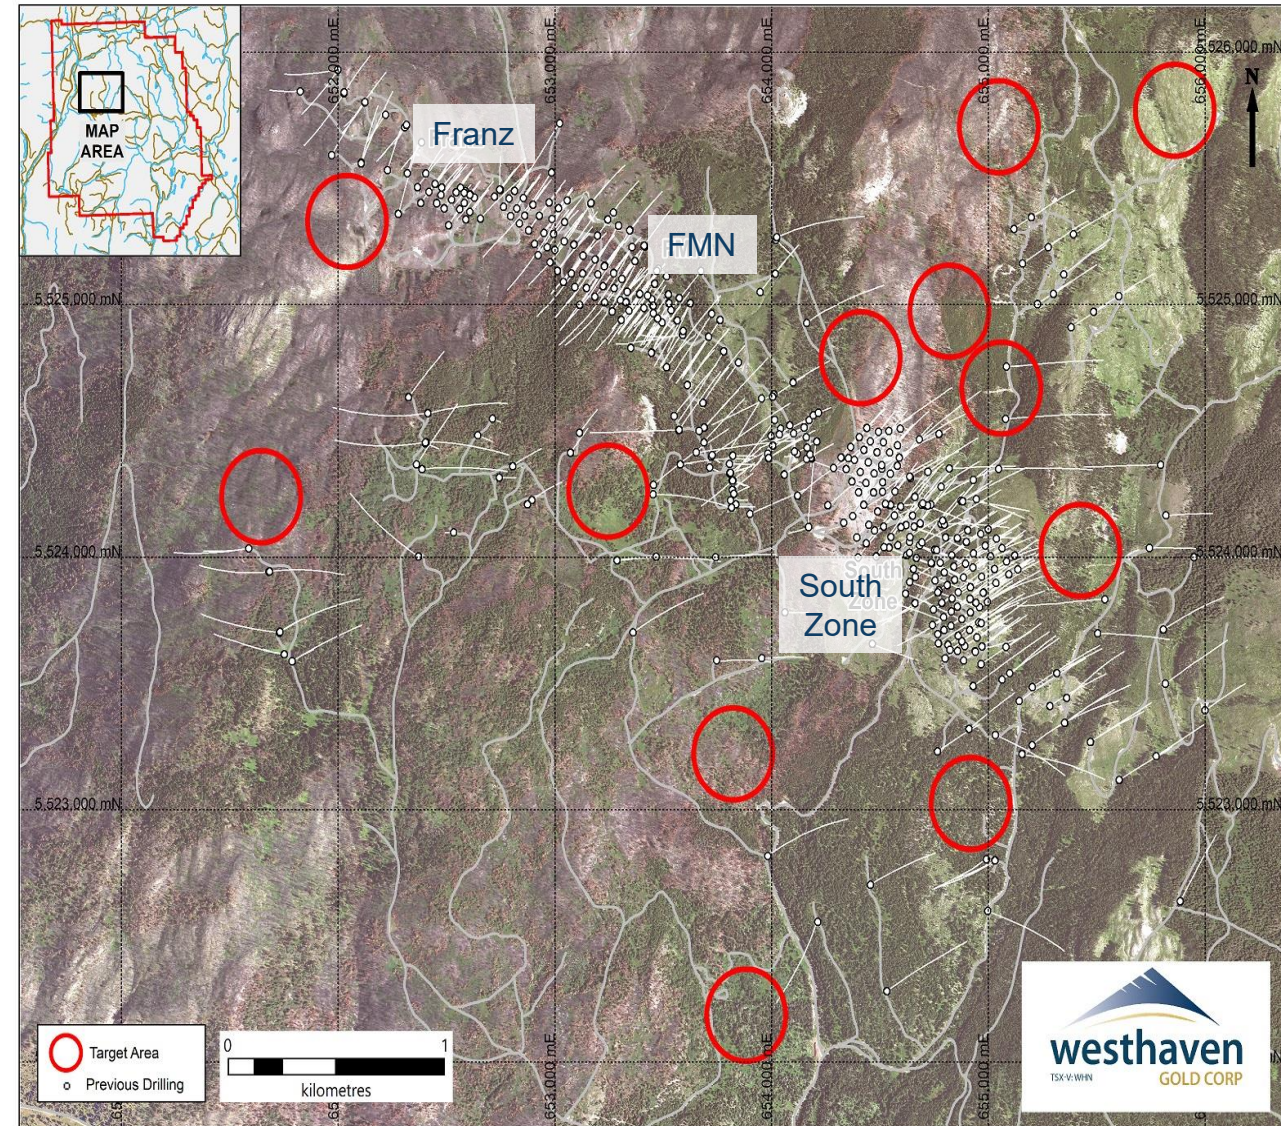 MAP
AREA
652,000 mE
653,000 mE
654,000 mE
655,000 mE
656,000 mE
5,526,000 mN
N
Franz
FMN
5,525,000 mN
5,525,000 mN
5,524,000 mN
5,524,000 mN
South
Zone
South
Zone
5,523,000 mN
5,523,000 mN
Target Area
Previous Drilling
0
1
kilometres
653,000 mE
654,000 mE
655,000 mE
westhaven
TSX-V: WHN
GOLD CORP